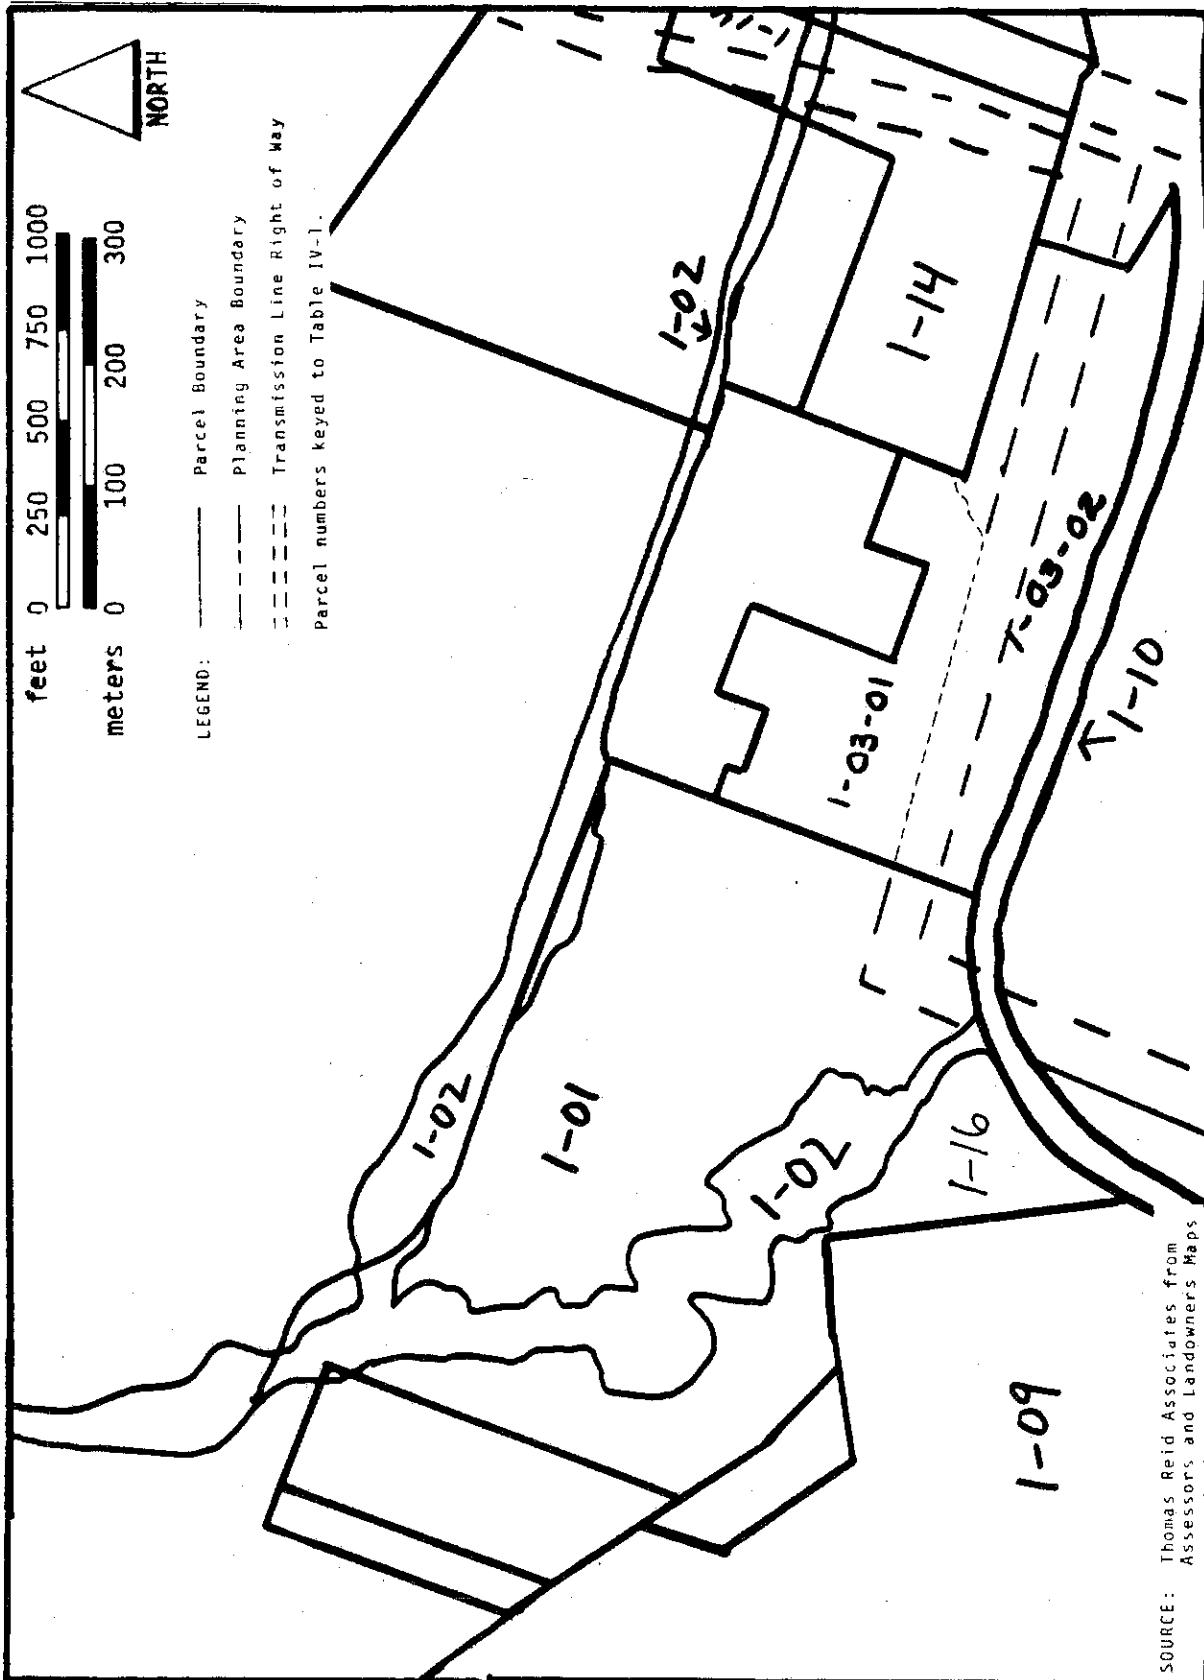 feet 0 250 500 750 1000
meters 0 100 200 300
NORTH
LEGEND:
Parcel Boundary
Planning Area Boundary
Transmission Line Right of Way
Parcel numbers keyed to Table IV-1.
1-02
1-02
1-01
1-02
1-14
1-03-01
1-03-02
1-10
1-16
1-09
SOURCE: Thomas Reid Associates from
Assessors and Landowners Maps